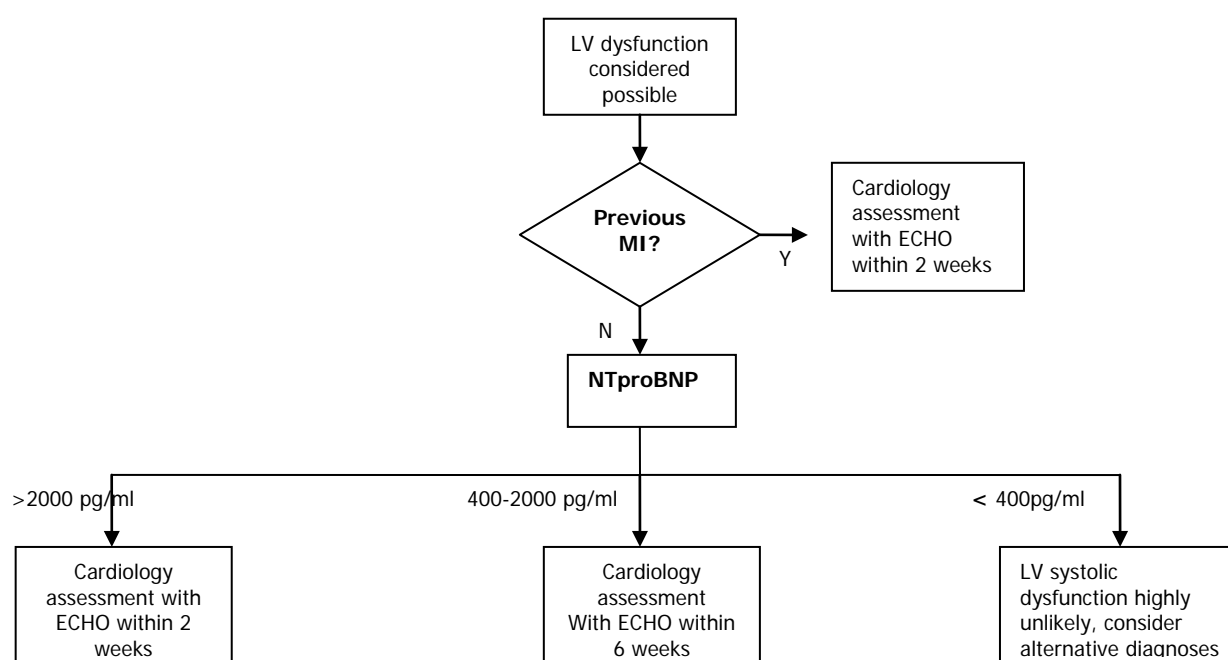 LV dysfunction
considered
possible
Previous
MI?
Y
Cardiology
assessment
with ECHO
within 2 weeks
N
NTproBNP
>2000 pg/ml
400-2000 pg/ml
< 400pg/ml
Cardiology
assessment with
ECHO within 2
weeks
Cardiology
assessment
With ECHO within
6 weeks
LV systolic
dysfunction highly
unlikely, consider
alternative diagnoses